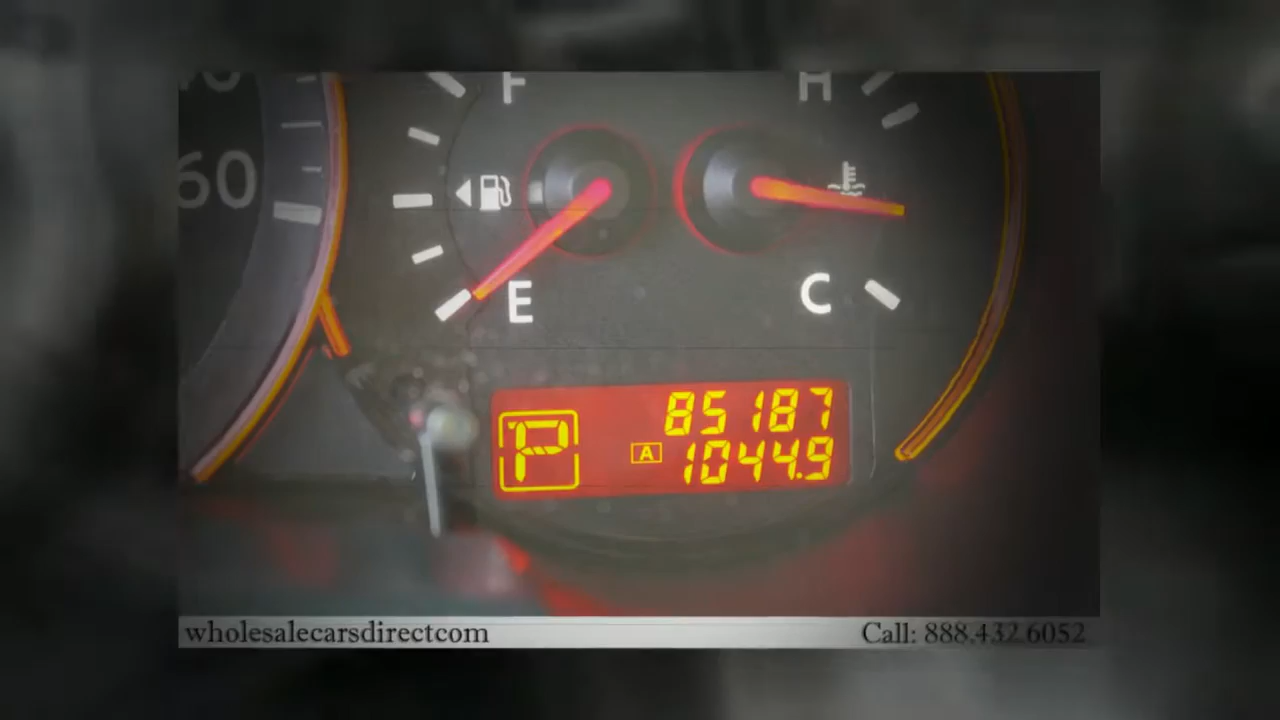 F H
60
E C
85187
P A 1044.9
wholesalecarsdirectcom
Call: 888.432.6052